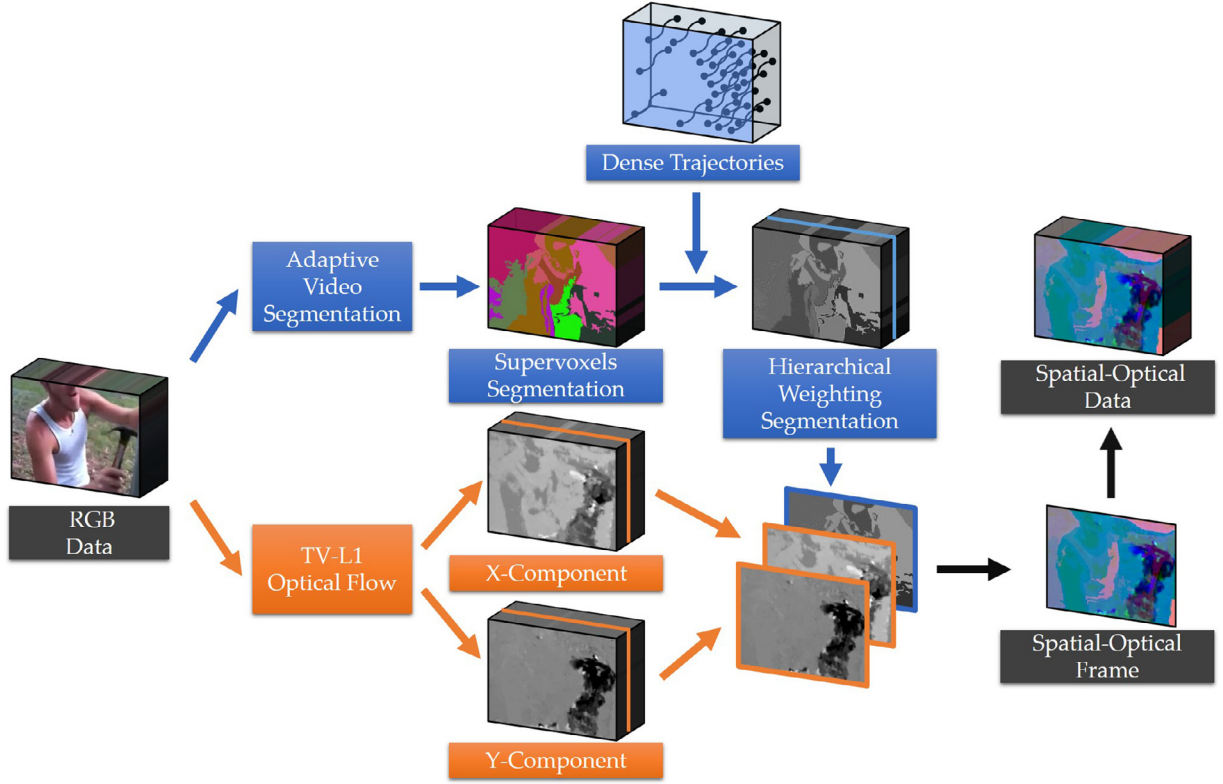 Dense Trajectories
Adaptive
Video
Segmentation
Supervoxels
Segmentation
Hierarchical
Weighting
Segmentation
Spatial-Optical
Data
RGB
Data
TV-L1
Optical Flow
X-Component
Y-Component
Spatial-Optical
Frame